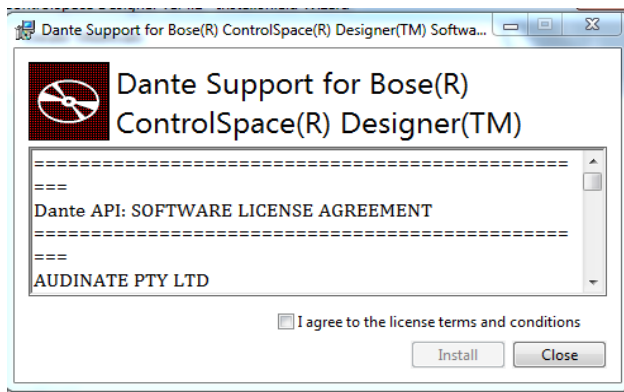 Dante Support for Bose(R) ControlSpace(R) Designer(TM) Softwa...
Dante Support for Bose(R)
ControlSpace(R) Designer(TM)
===============================================
===
Dante API: SOFTWARE LICENSE AGREEMENT
===============================================
===
AUDINATE PTY LTD
I agree to the license terms and conditions
Install
Close